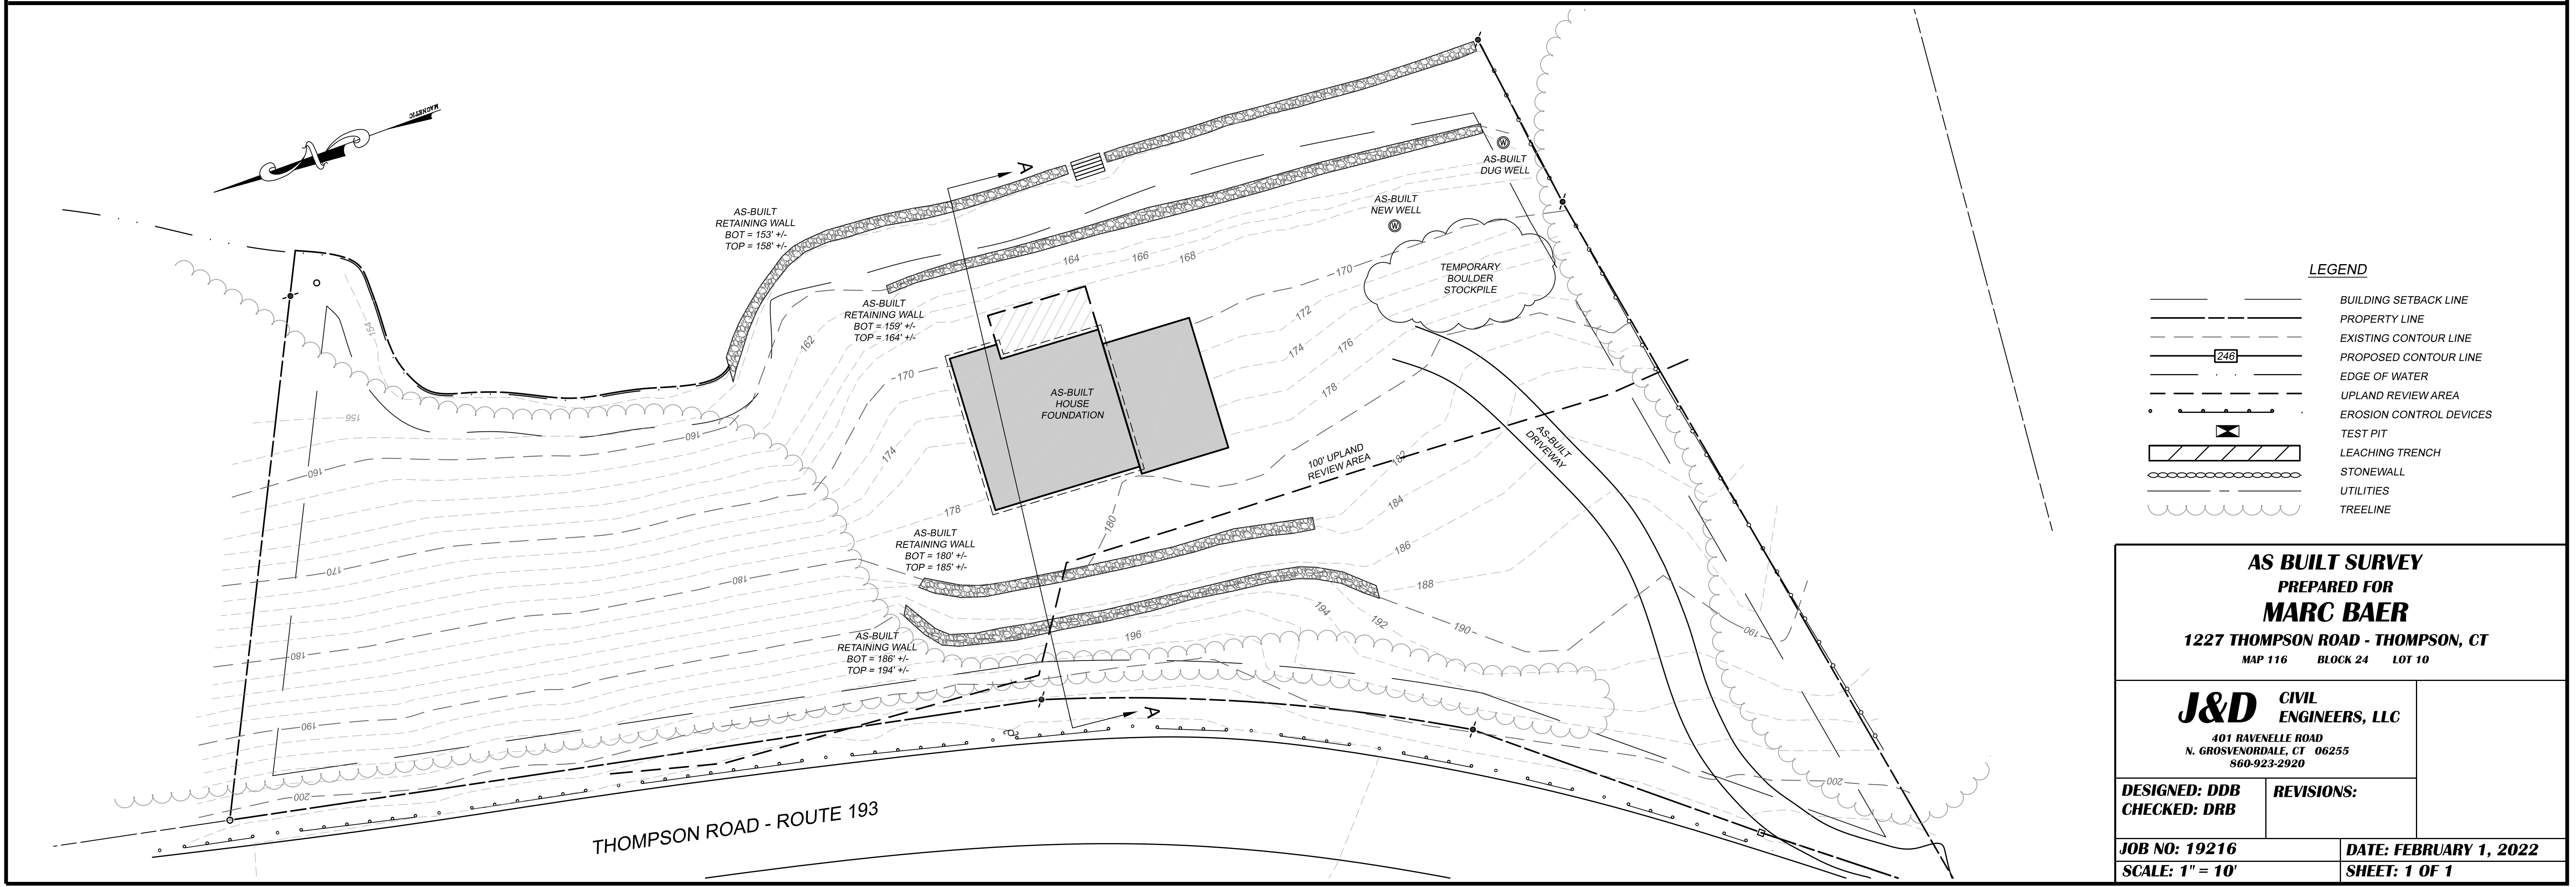 MAGNETIC
N
A
AS-BUILT
RETAINING WALL
BOT = 153' +/-
TOP = 158' +/-
AS-BUILT
DUG WELL
W
AS-BUILT
NEW WELL
W
TEMPORARY
BOULDER
STOCKPILE
164
166
168
170
172
174
176
178
AS-BUILT
RETAINING WALL
BOT = 159' +/-
TOP = 164' +/-
162
154
156
160
160
170
174
170
180
180
190
200
178
AS-BUILT
HOUSE
FOUNDATION
100' UPLAND
REVIEW AREA
AS-BUILT
DRIVEWAY
180
182
184
186
188
190
192
194
196
190
200
AS-BUILT
RETAINING WALL
BOT = 180' +/-
TOP = 185' +/-
AS-BUILT
RETAINING WALL
BOT = 186' +/-
TOP = 194' +/-
A
THOMPSON ROAD - ROUTE 193
LEGEND
BUILDING SETBACK LINE
PROPERTY LINE
EXISTING CONTOUR LINE
246
PROPOSED CONTOUR LINE
EDGE OF WATER
UPLAND REVIEW AREA
EROSION CONTROL DEVICES
TEST PIT
LEACHING TRENCH
STONEWALL
UTILITIES
TREELINE
AS BUILT SURVEY
PREPARED FOR
MARC BAER
1227 THOMPSON ROAD - THOMPSON, CT
MAP 116 BLOCK 24 LOT 10
J&D CIVIL
ENGINEERS, LLC
401 RAVENELLE ROAD
N. GROSVENORDALE, CT 06255
860-923-2920
DESIGNED: DDB
CHECKED: DRB
REVISIONS:
JOB NO: 19216
DATE: FEBRUARY 1, 2022
SCALE: 1" = 10'
SHEET: 1 OF 1